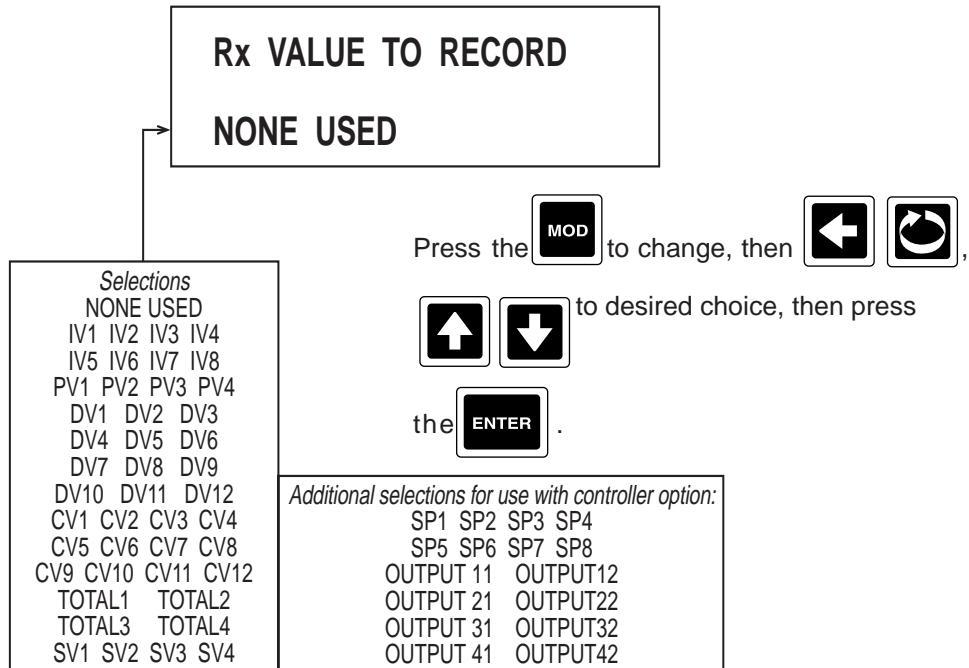 Rx VALUE TO RECORD
NONE USED
Press the MOD to change, then ,
to desired choice, then press
the ENTER .
Selections
NONE USED
IV1 IV2 IV3 IV4
IV5 IV6 IV7 IV8
PV1 PV2 PV3 PV4
DV1 DV2 DV3
DV4 DV5 DV6
DV7 DV8 DV9
DV10 DV11 DV12
CV1 CV2 CV3 CV4
CV5 CV6 CV7 CV8
CV9 CV10 CV11 CV12
TOTAL1 TOTAL2
TOTAL3 TOTAL4
SV1 SV2 SV3 SV4
Additional selections for use with controller option:
SP1 SP2 SP3 SP4
SP5 SP6 SP7 SP8
OUTPUT 11 OUTPUT12
OUTPUT 21 OUTPUT22
OUTPUT 31 OUTPUT32
OUTPUT 41 OUTPUT42